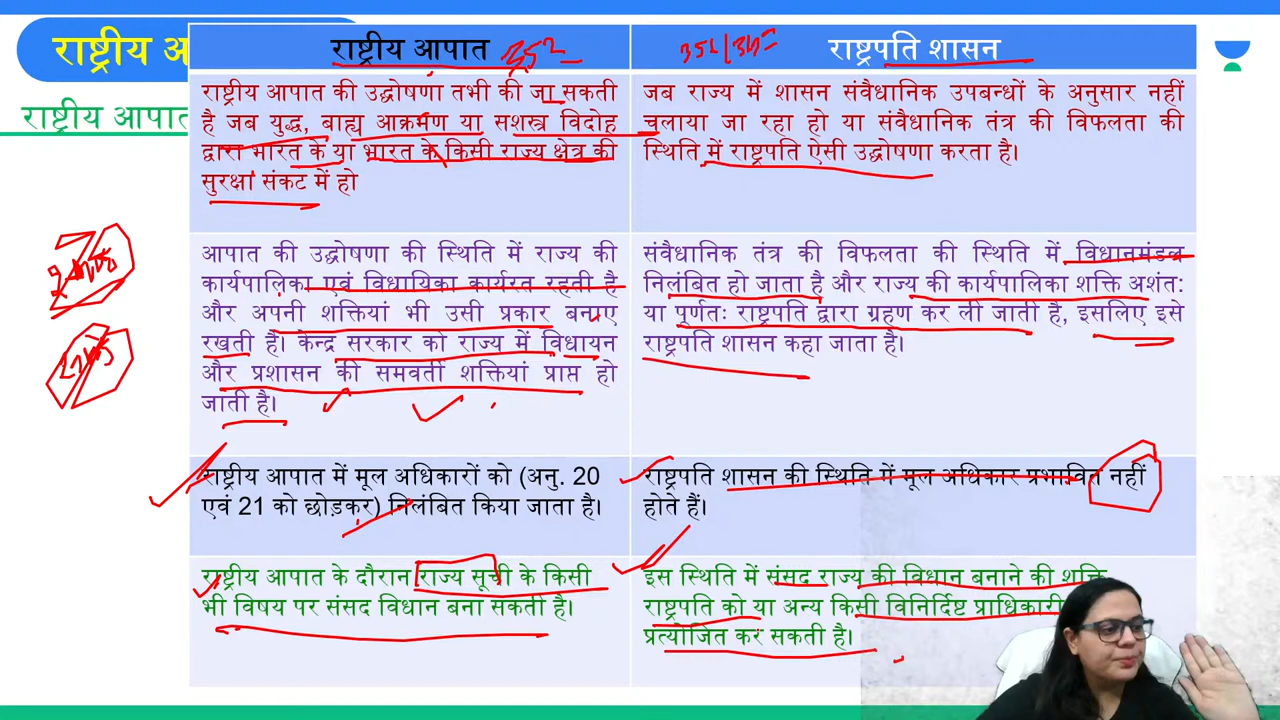 राष्ट्रीय आ
राष्ट्रीय आपात
राष्ट्रीय आपात 352
राष्ट्रपति शासन
राष्ट्रीय आपात की उद्घोषणा तभी की जा सकती
है जब युद्ध, बाह्य आक्रमण या सशस्त्र विदोह
द्वारा भारत के या भारत के किसी राज्य क्षेत्र की
सुरक्षा संकट में हो
जब राज्य में शासन संवैधानिक उपबन्धों के अनुसार नहीं
चलाया जा रहा हो या संवैधानिक तंत्र की विफलता की
स्थिति में राष्ट्रपति ऐसी उद्घोषणा करता है।
आपात की उद्घोषणा की स्थिति में राज्य की
कार्यपालिका एवं विधायिका कार्यरत रहती है
और अपनी शक्तियां भी उसी प्रकार बनाए
रखती है। केन्द्र सरकार को राज्य में विधायन
और प्रशासन की समवर्ती शक्तियां प्राप्त हो
जाती है।
संवैधानिक तंत्र की विफलता की स्थिति में विधानमंडल
निलंबित हो जाता है और राज्य की कार्यपालिका शक्ति अशंत:
या पूर्णतः राष्ट्रपति द्वारा ग्रहण कर ली जाती है, इसलिए इसे
राष्ट्रपति शासन कहा जाता है।
राष्ट्रीय आपात में मूल अधिकारों को (अनु. 20
एवं 21 को छोड़कर) निलंबित किया जाता है।
राष्ट्रपति शासन की स्थिति में मूल अधिकार प्रभावित नहीं
होते हैं।
राष्ट्रीय आपात के दौरान राज्य सूची के किसी
भी विषय पर संसद विधान बना सकती है।
इस स्थिति में संसद राज्य की विधान बनाने की शक्ति
राष्ट्रपति को या अन्य किसी विनिर्दिष्ट प्राधिकारी
प्रत्योजित कर सकती है।